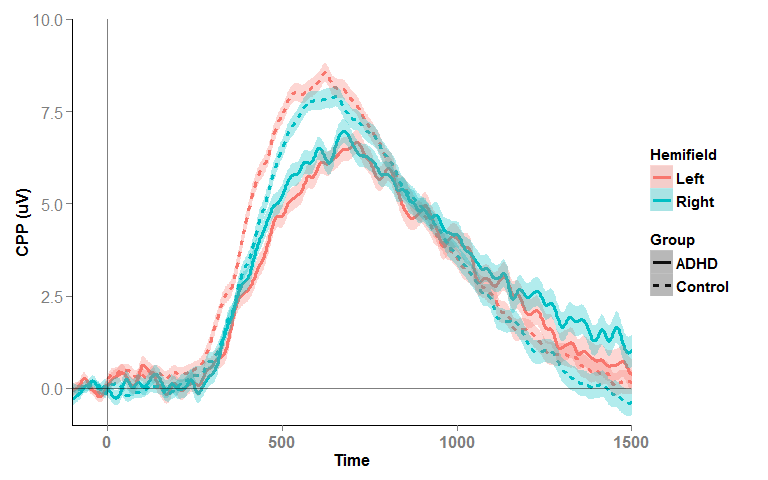 10.0
7.5
5.0
2.5
0.0
CPP (uV)
0 500 1000 1500
Time
Hemifield
Left
Right
Group
ADHD
Control